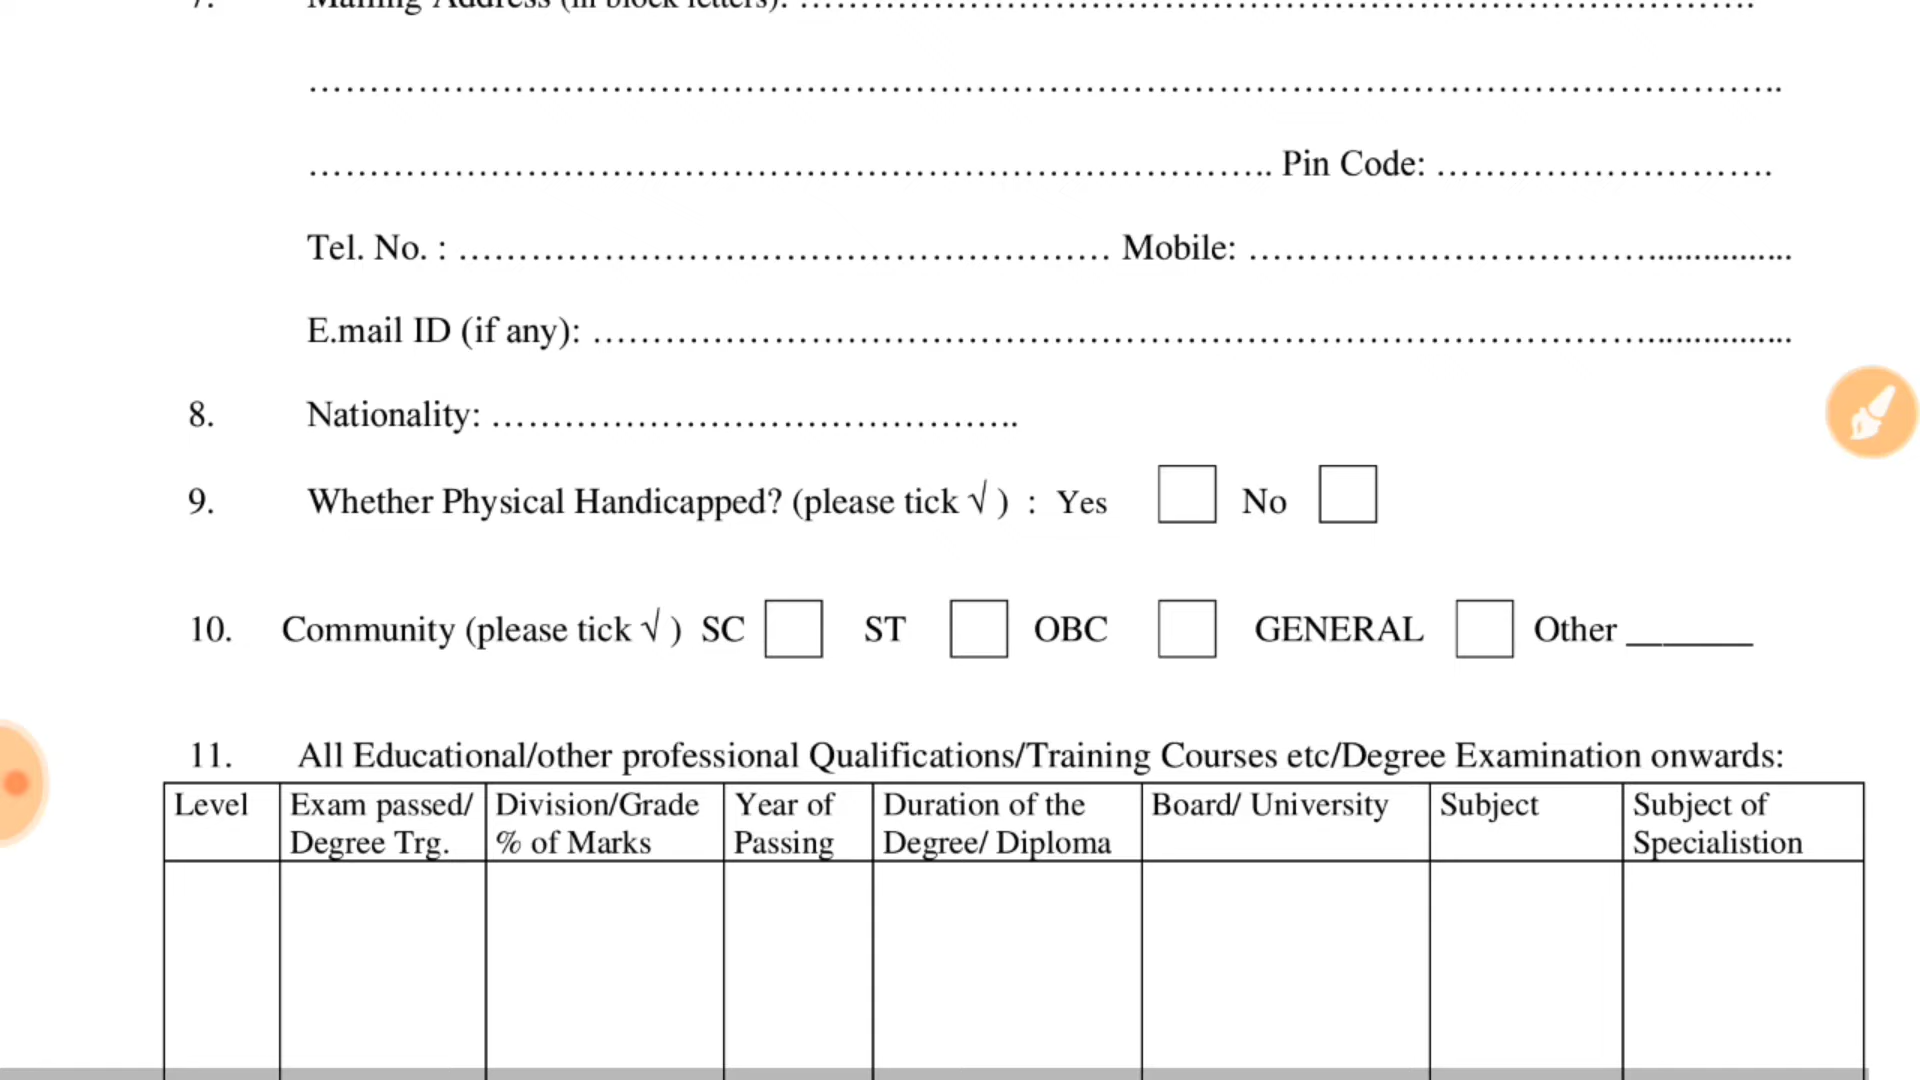 7. Mailing Address (in block letters): ……………………………………………………………………….
………………………………………………………………………………………………………………..
……………………………………………………………………….. Pin Code: ……………………….
Tel. No. : ……………………………………………… Mobile: ……………………………................
E.mail ID (if any): ……………………………………………………………………………................
8. Nationality: ……………………………………..
9. Whether Physical Handicapped? (please tick √ ) : Yes No
10. Community (please tick √ ) SC ST OBC GENERAL Other _______
11. All Educational/other professional Qualifications/Training Courses etc/Degree Examination onwards:
Level Exam passed/ Division/Grade Year of Duration of the Board/ University Subject Subject of
Degree Trg. % of Marks Passing Degree/ Diploma Specialistion